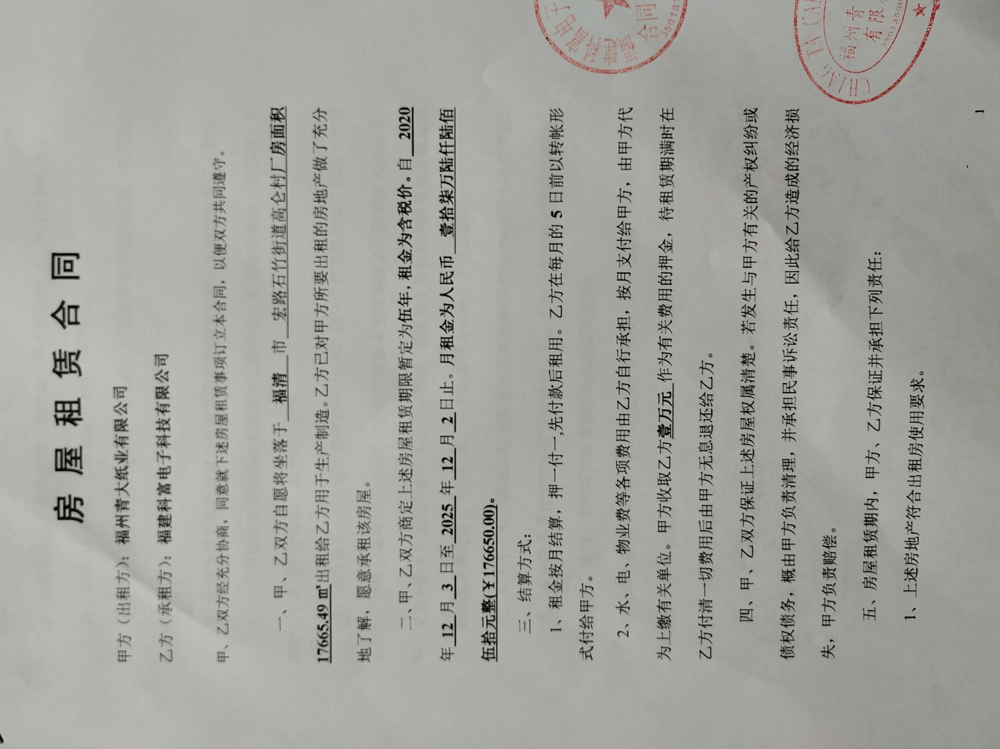 房屋租赁合同
甲方（出租方）：福州青大纸业有限公司
乙方（承租方）：福建科富电子科技有限公司
甲、乙双方经充分协商，同意就下述房屋租赁事项订立本合同，以便双方共同遵守。
一、甲、乙双方自愿将坐落于 福清 市 宏路石竹街道高仑村厂房面积
17665.49 ㎡出租给乙方用于生产制造。乙方已对甲方所要出租的房地产做了充分
地了解，愿意承租该房屋。
二、甲、乙双方商定上述房屋租赁期限暂定为伍年，租金为含税价。自 2020
年 12 月 3 日至 2025 年 12 月 2 日止。月租金为人民币 壹拾柒万陆仟陆佰
伍拾元整(￥176650.00)。
三、结算方式：
1、租金按月结算，押一付一,先付款后租用。乙方在每月的 5 日前以转帐形
式付给甲方。
2、水、电、物业费等各项费用由乙方自行承担，按月支付给甲方，由甲方代
为上缴有关单位。甲方收取乙方壹万元 作为有关费用的押金，待租赁期满时在
乙方付清一切费用后由甲方无息退还给乙方。
四、甲、乙双方保证上述房屋权属清楚。若发生与甲方有关的产权纠纷或
债权债务，概由甲方负责清理，并承担民事诉讼责任，因此给乙方造成的经济损
失，甲方负责赔偿。
五、房屋租赁期内，甲方、乙方保证并承担下列责任：
1、上述房地产符合出租房使用要求。
富电子
合同
350181
CHING TA
福州青
有限
1